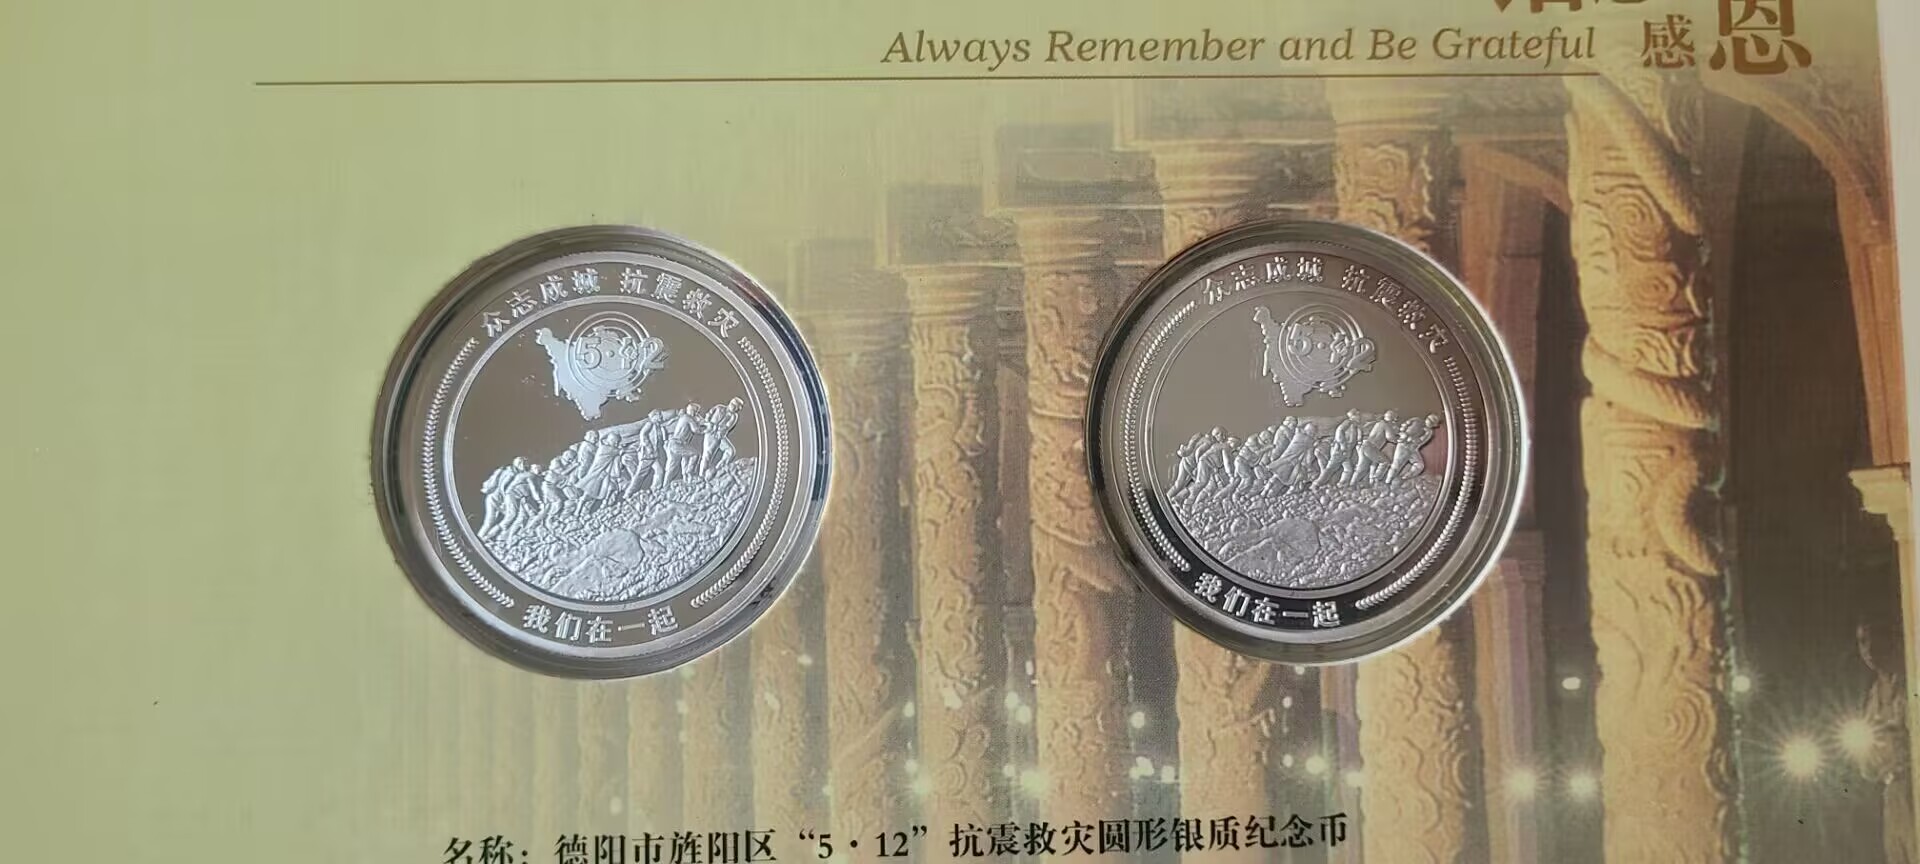 Always Remember and Be Grateful 感恩
众志成城 抗震救灾
5·12
我们在一起
众志成城 抗震救灾
5·12
我们在一起
名称：德阳市旌阳区“5·12”抗震救灾圆形银质纪念币